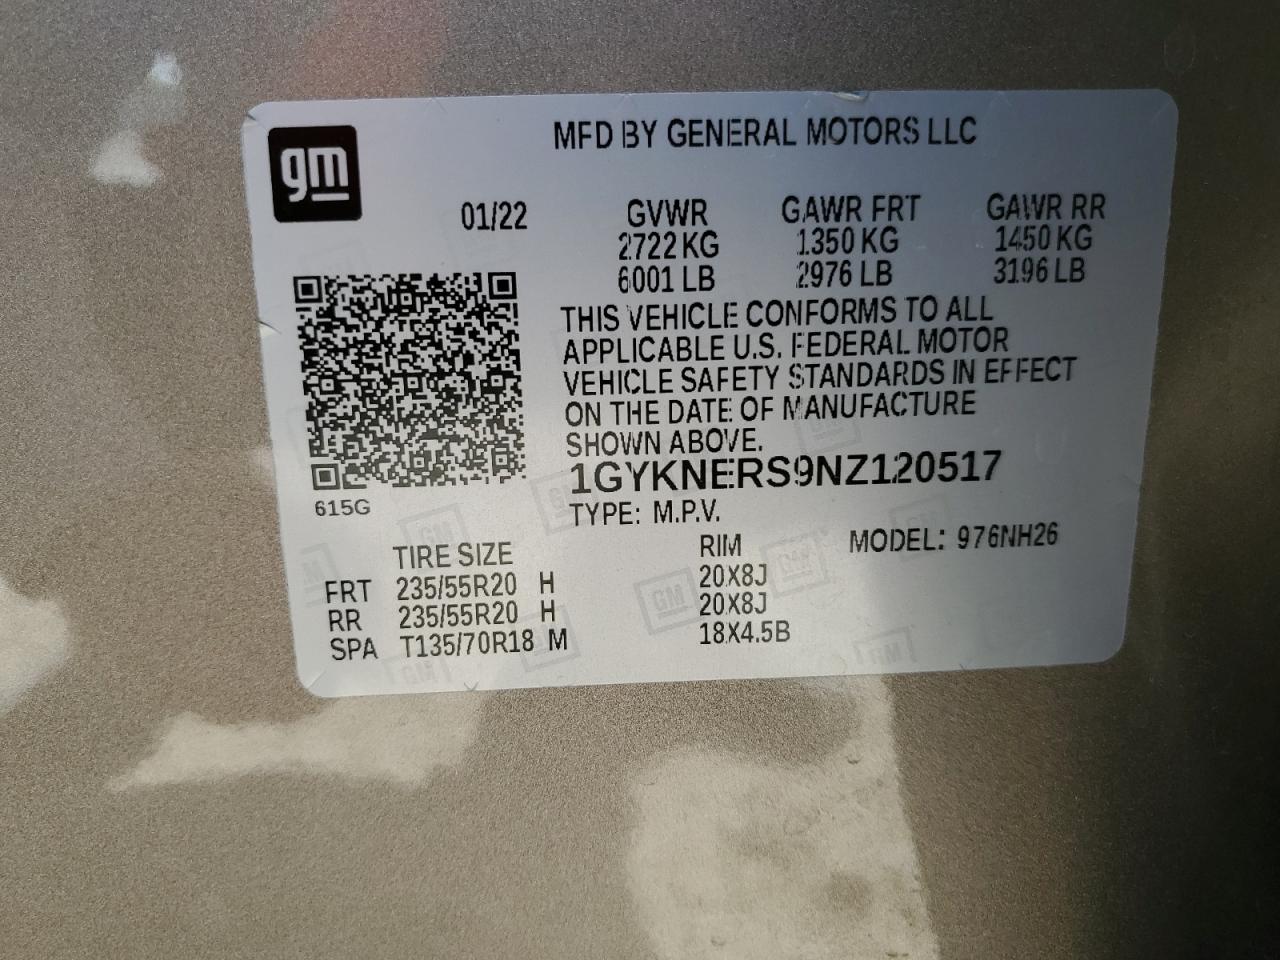 gm
MFD BY GENERAL MOTORS LLC
01/22 GVWR GAWR FRT GAWR RR
2722 KG 1350 KG 1450 KG
6001 LB 2976 LB 3196 LB
THIS VEHICLE CONFORMS TO ALL
APPLICABLE U.S. FEDERAL MOTOR
VEHICLE SAFETY STANDARDS IN EFFECT
ON THE DATE OF MANUFACTURE
SHOWN ABOVE.
1GYKNERS9NZ120517
615G
TYPE: M.P.V.
TIRE SIZE RIM MODEL: 976NH26
FRT 235/55R20 H 20X8J
RR 235/55R20 H 20X8J
SPA T135/70R18 M 18X4.5B